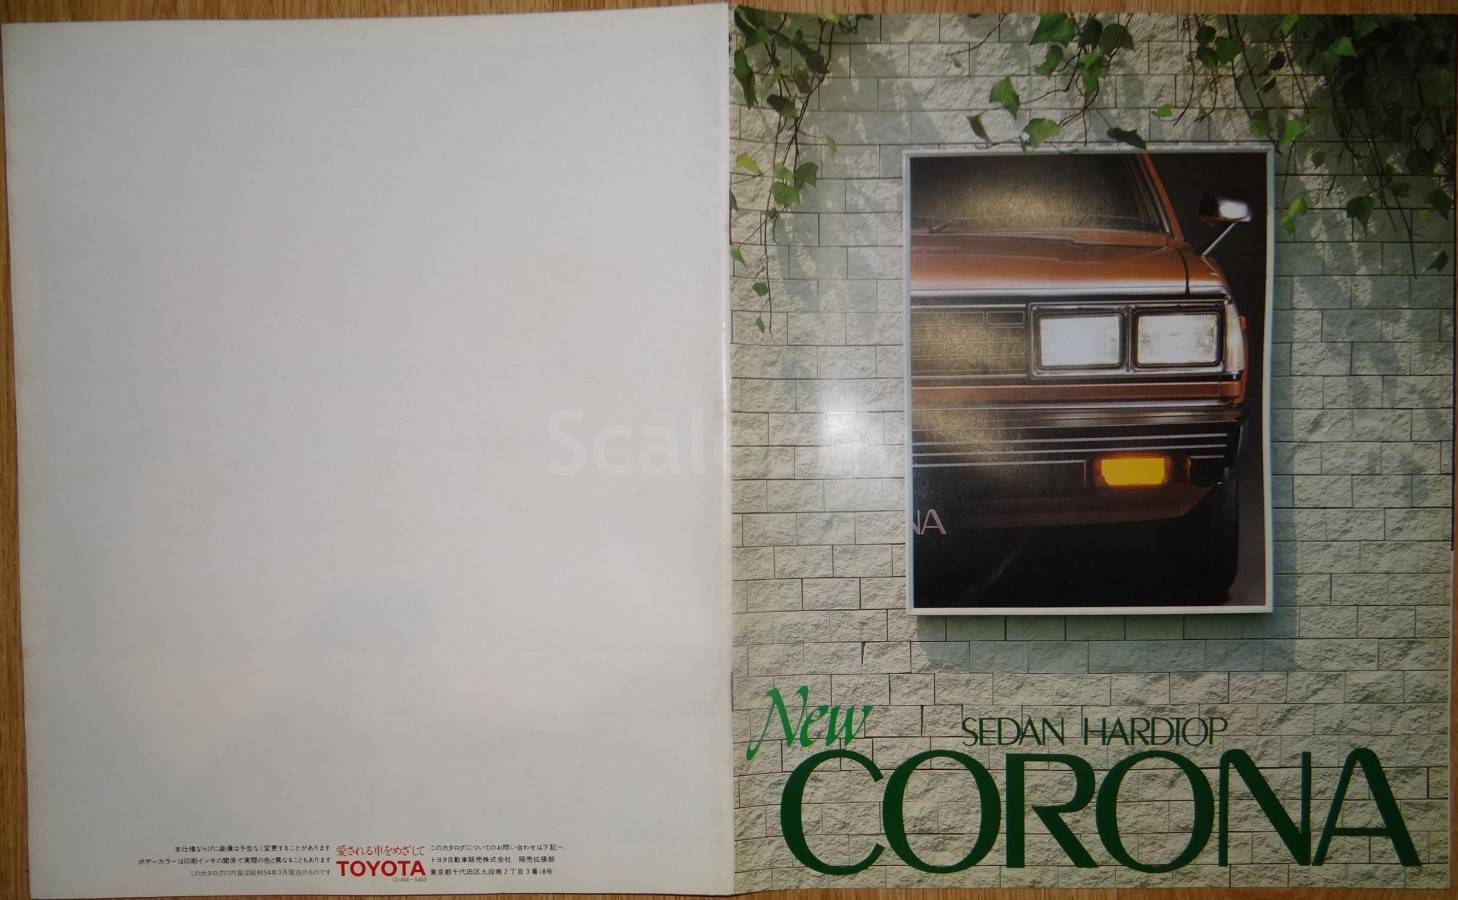 本仕様ならびに装備は予告なく変更することがあります
ボデーカラーは印刷インキの関係で実際の色と異なることもあります
このカタログの内容は昭和54年3月現在のものです
愛される車をめざして
TOYOTA
このカタログについてのお問い合わせは下記へ
トヨタ自動車販売株式会社 販売拡張部
東京都千代田区九段南2丁目3番18号
NA
New
SEDAN HARDTOP
CORONA